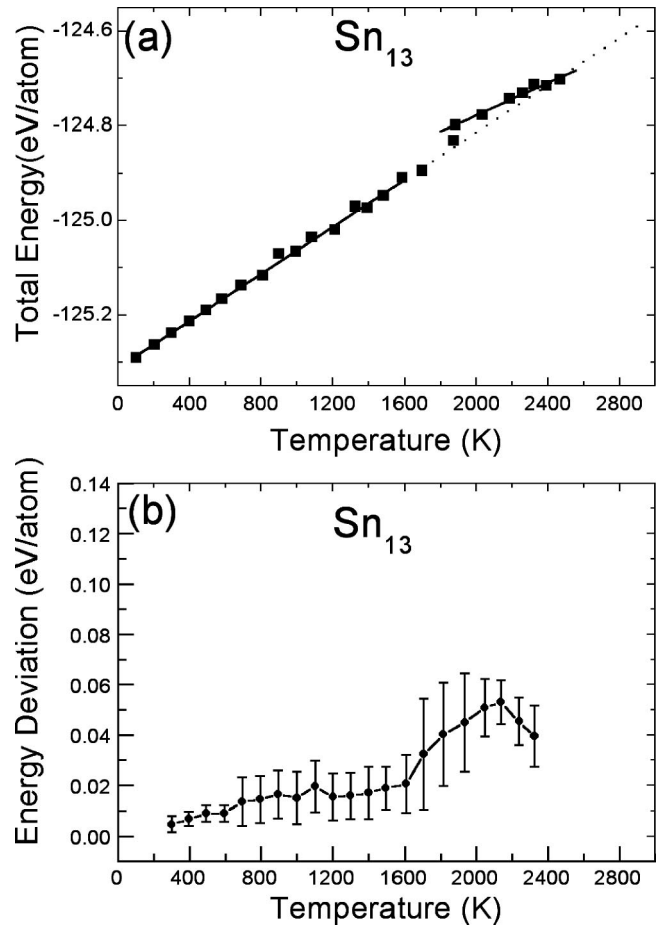 (a)
Sn13
Total Energy(eV/atom)
-124.6
-124.8
-125.0
-125.2
0 400 800 1200 1600 2000 2400 2800
Temperature (K)
(b)
Sn13
Energy Deviation (eV/atom)
0.14
0.12
0.10
0.08
0.06
0.04
0.02
0.00
0 400 800 1200 1600 2000 2400 2800
Temperature (K)